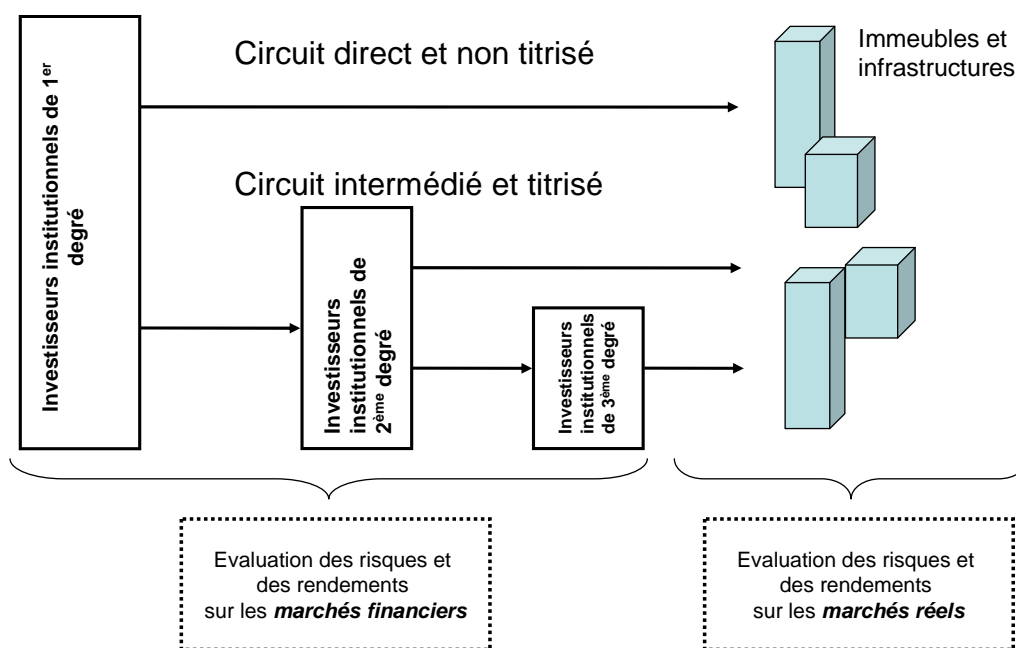 Circuit direct et non titrisé
Immeubles et
infrastructures
Investisseurs institutionnels de 1er
degré
Circuit intermédié et titrisé
Investisseurs
institutionnels de
2ème degré
Investisseurs
institutionnels
de 3ème degré
Evaluation des risques et
des rendements
sur les marchés financiers
Evaluation des risques et
des rendements
sur les marchés réels